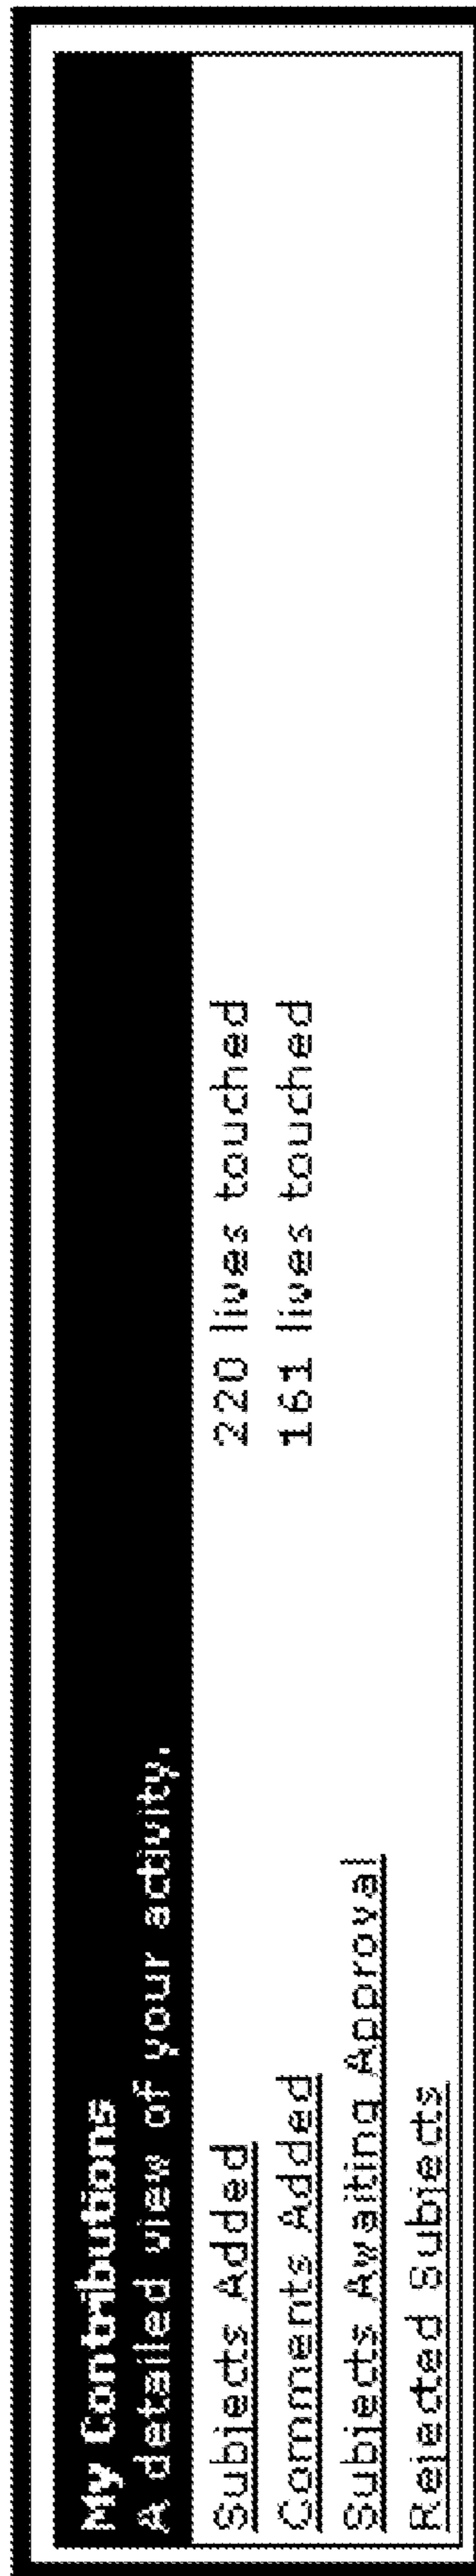 My Contributions
A detailed view of your activity.
Subjects Added 220 lives touched
Comments Added 161 lives touched
Subjects Awaiting Approval
Rejected Subjects